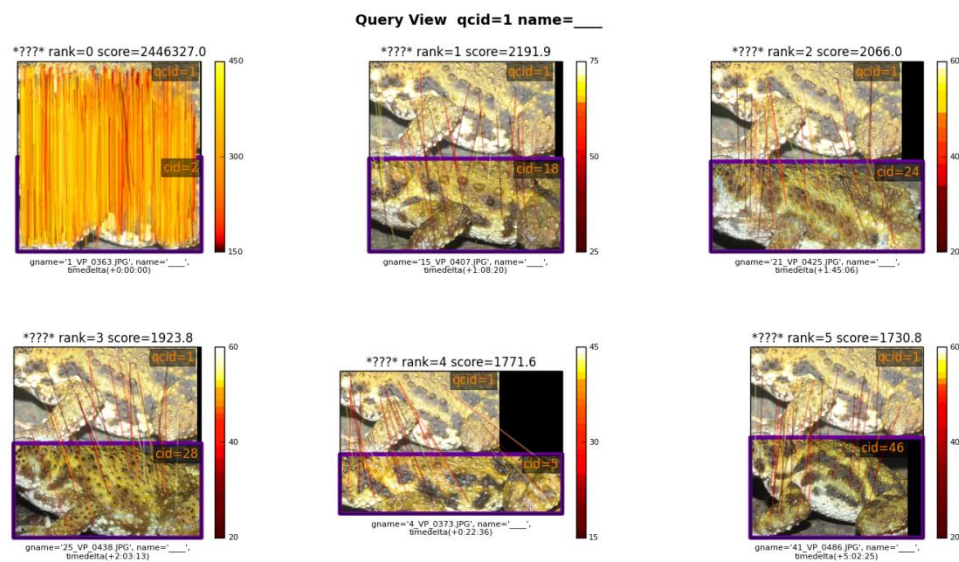 Query View qcid=1 name=____
*???* rank=0 score=2446327.0
qcid=1
cid=2
450
300
150
gname='1_VP_0363.JPG', name='____',
timedelta(+0:00:00)
*???* rank=1 score=2191.9
qcid=1
cid=18
75
50
25
gname='15_VP_0407.JPG', name='____',
timedelta(+1:08:20)
*???* rank=2 score=2066.0
qcid=1
cid=24
60
40
20
gname='21_VP_0425.JPG', name='____',
timedelta(+1:45:06)
*???* rank=3 score=1923.8
qcid=1
cid=28
60
40
20
gname='25_VP_0438.JPG', name='____',
timedelta(+2:03:13)
*???* rank=4 score=1771.6
qcid=1
cid=5
45
30
15
gname='4_VP_0373.JPG', name='____',
timedelta(+0:22:36)
*???* rank=5 score=1730.8
qcid=1
cid=46
60
40
20
gname='41_VP_0486.JPG', name='____',
timedelta(+5:02:25)